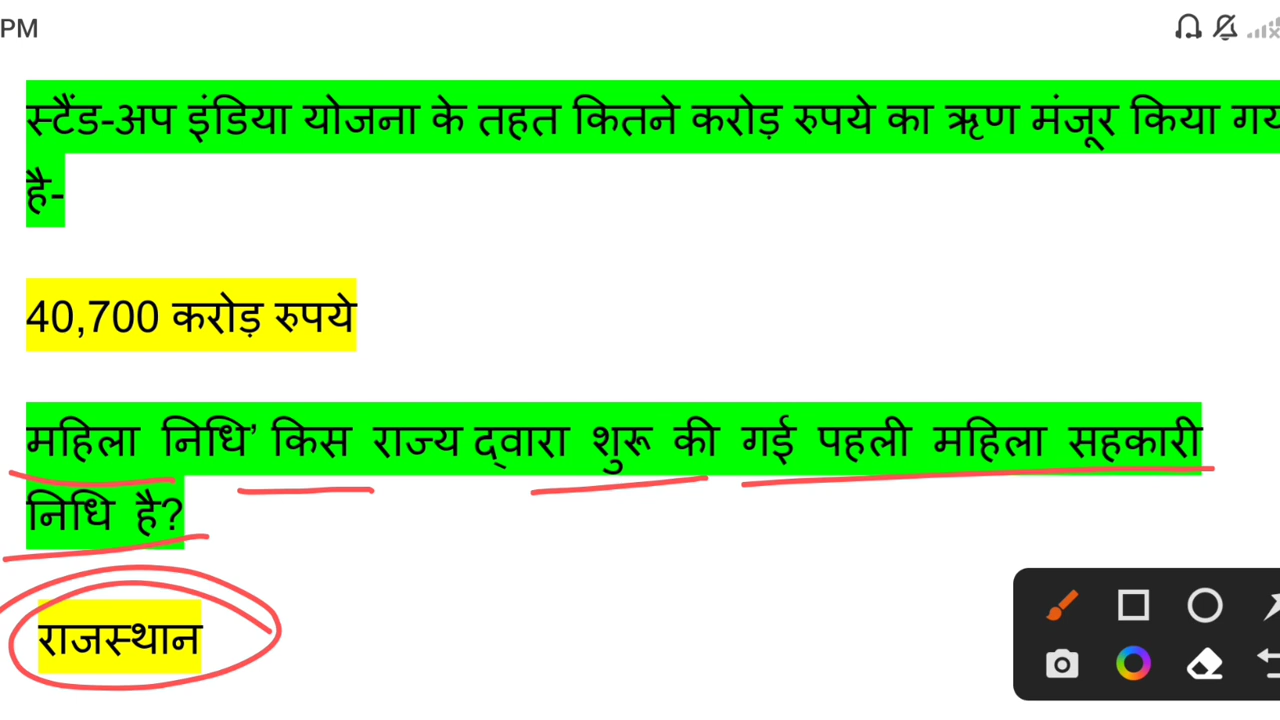 PM
स्टैंड-अप इंडिया योजना के तहत कितने करोड़ रुपये का ऋण मंजूर किया गय
है-
40,700 करोड़ रुपये
महिला निधि’ किस राज्य द्वारा शुरू की गई पहली महिला सहकारी
निधि है?
राजस्थान